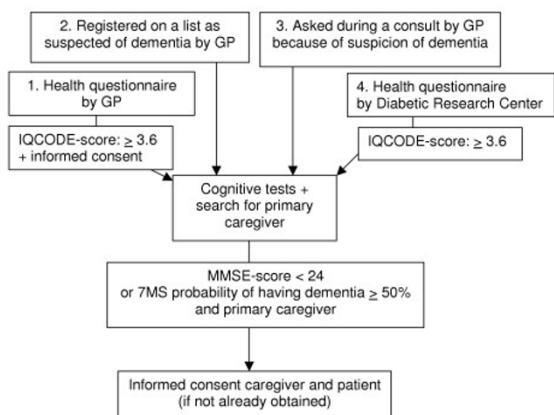 2. Registered on a list as
suspected of dementia by GP
3. Asked during a consult by GP
because of suspicion of dementia
1. Health questionnaire
by GP
4. Health questionnaire
by Diabetic Research Center
IQCODE-score: ≥ 3.6
+ informed consent
IQCODE-score: ≥ 3.6
Cognitive tests +
search for primary
caregiver
MMSE-score < 24
or 7MS probability of having dementia ≥ 50%
and primary caregiver
Informed consent caregiver and patient
(if not already obtained)